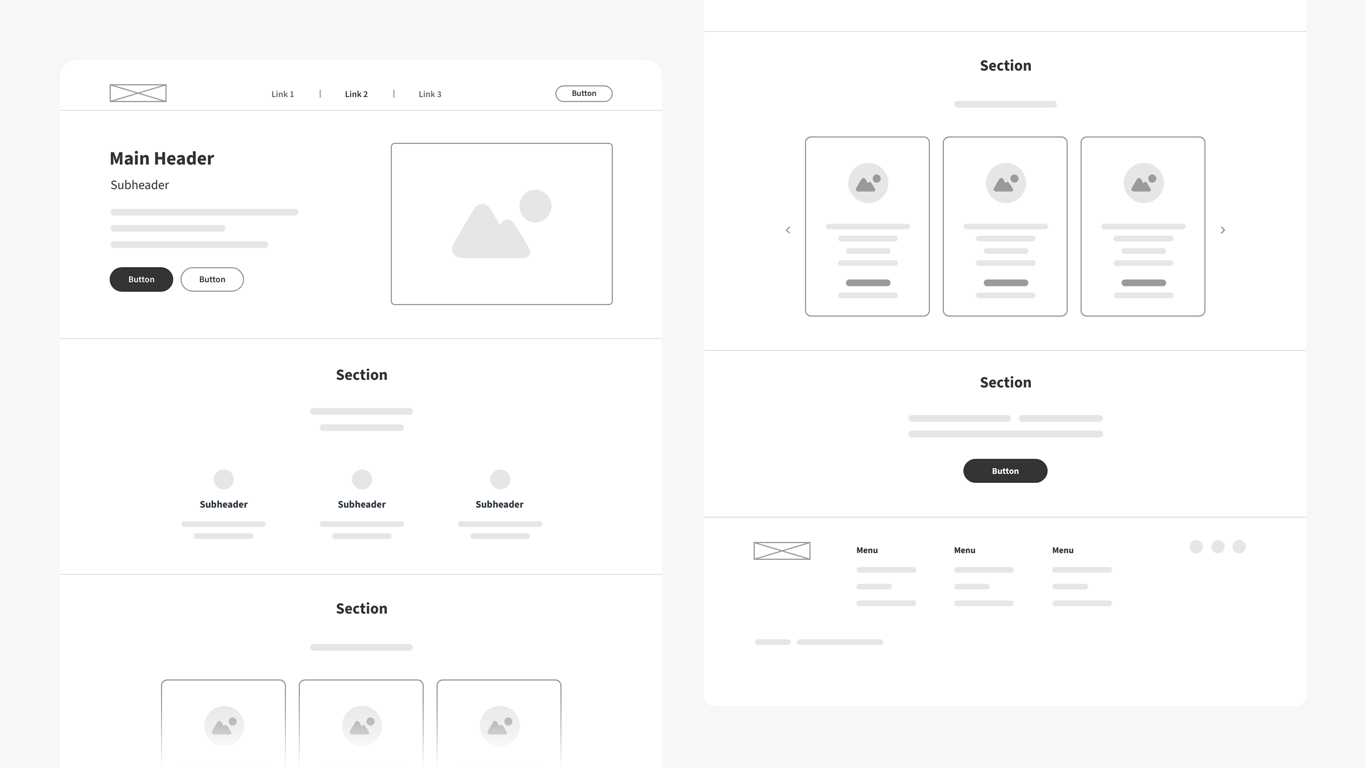 Link 1 | Link 2 | Link 3
Button
Main Header
Subheader
Button Button
Section
Subheader Subheader Subheader
Section
Section
Section
Button
Menu Menu Menu